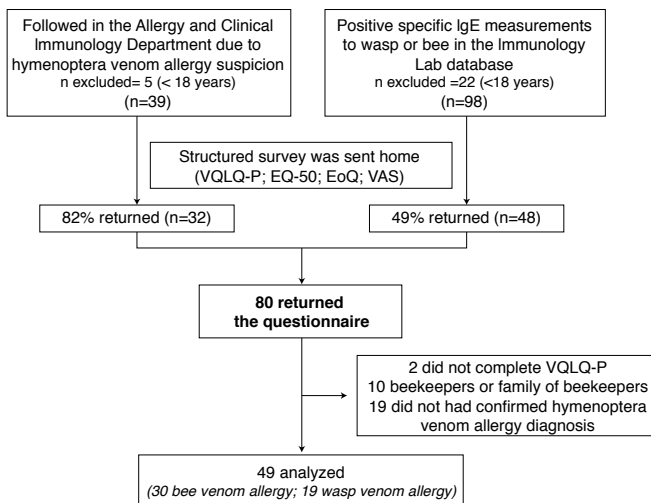 Followed in the Allergy and Clinical
Immunology Department due to
hymenoptera venom allergy suspicion
n excluded= 5 (< 18 years)
(n=39)
Positive specific IgE measurements
to wasp or bee in the Immunology
Lab database
n excluded =22 (<18 years)
(n=98)
Structured survey was sent home
(VQLQ-P; EQ-50; EoQ; VAS)
82% returned (n=32)
49% returned (n=48)
80 returned
the questionnaire
2 did not complete VQLQ-P
10 beekeepers or family of beekeepers
19 did not had confirmed hymenoptera
venom allergy diagnosis
49 analyzed
(30 bee venom allergy; 19 wasp venom allergy)